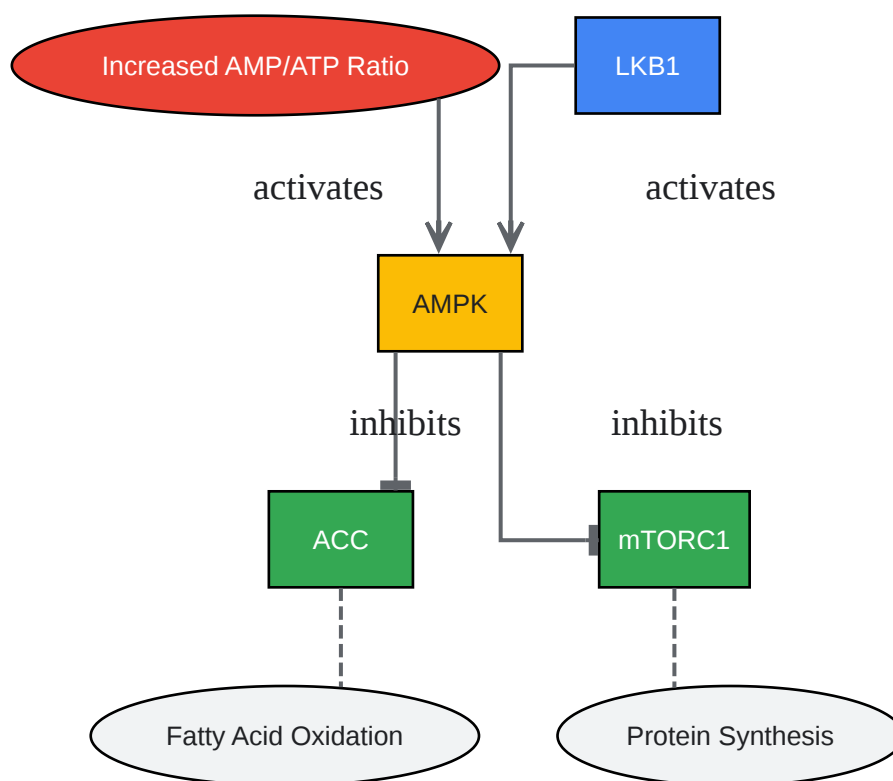 Increased AMP/ATP Ratio
LKB1
activates
activates
AMPK
inhibits
inhibits
ACC
mTORC1
Fatty Acid Oxidation
Protein Synthesis